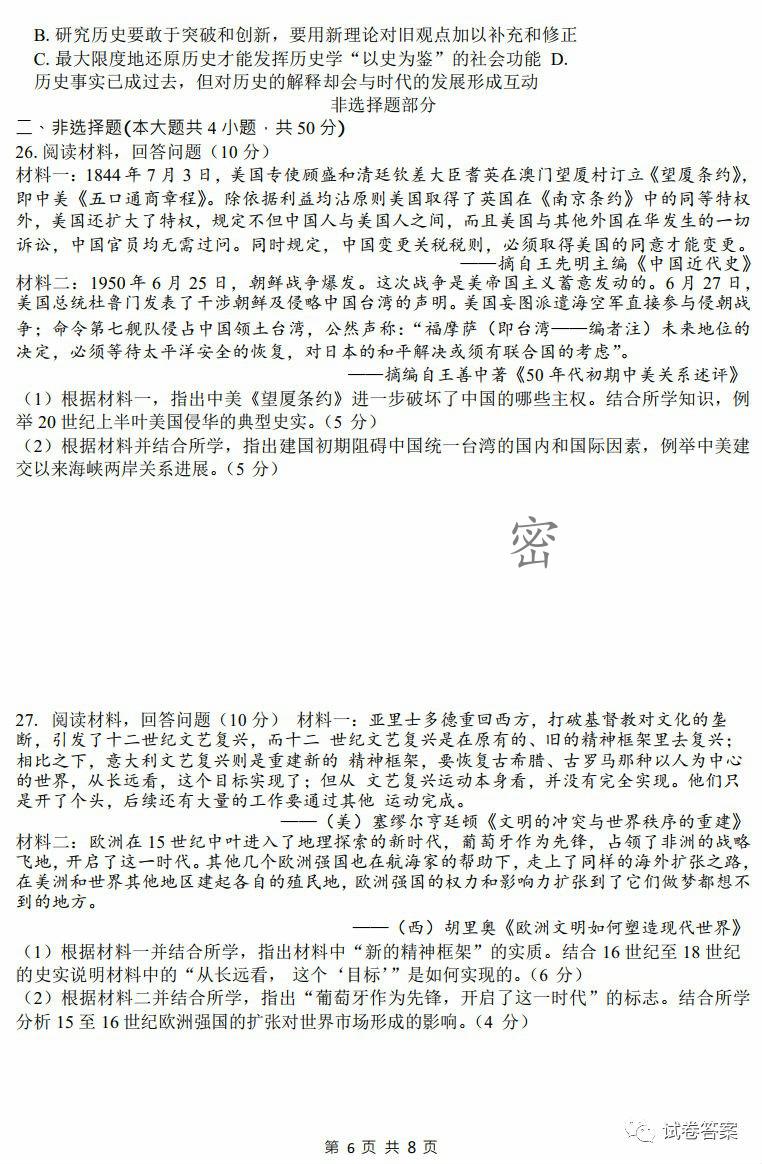 B. 研究历史要敢于突破和创新，要用新理论对旧观点加以补充和修正
C. 最大限度地还原历史才能发挥历史学“以史为鉴”的社会功能 D.
历史事实已成过去，但对历史的解释却会与时代的发展形成互动
非选择题部分
二、非选择题(本大题共 4 小题，共 50 分)
26. 阅读材料，回答问题（10 分）
材料一：1844 年 7 月 3 日，美国专使顾盛和清廷钦差大臣耆英在澳门望厦村订立《望厦条约》，
即中美《五口通商章程》。除依据利益均沾原则美国取得了英国在《南京条约》中的同等特权
外，美国还扩大了特权，规定不但中国人与美国人之间，而且美国与其他外国在华发生的一切
诉讼，中国官员均无需过问。同时规定，中国变更关税税则，必须取得美国的同意才能变更。
——摘自王先明主编《中国近代史》
材料二：1950 年 6 月 25 日，朝鲜战争爆发。这次战争是美帝国主义蓄意发动的。6 月 27 日，
美国总统杜鲁门发表了干涉朝鲜及侵略中国台湾的声明。美国妄图派遣海空军直接参与侵朝战
争；命令第七舰队侵占中国领土台湾，公然声称：“福摩萨（即台湾——编者注）未来地位的
决定，必须等待太平洋安全的恢复，对日本的和平解决或须有联合国的考虑”。
——摘编自王善中著《50 年代初期中美关系述评》
（1）根据材料一，指出中美《望厦条约》进一步破坏了中国的哪些主权。结合所学知识，例
举 20 世纪上半叶美国侵华的典型史实。（5 分）
（2）根据材料并结合所学，指出建国初期阻碍中国统一台湾的国内和国际因素，例举中美建
交以来海峡两岸关系进展。（5 分）
密
27. 阅读材料，回答问题（10 分） 材料一：亚里士多德重回西方，打破基督教对文化的垄
断，引发了十二世纪文艺复兴，而十二 世纪文艺复兴是在原有的、旧的精神框架里去复兴；
相比之下，意大利文艺复兴则是重建新的 精神框架，要恢复古希腊、古罗马那种以人为中心
的世界，从长远看，这个目标实现了；但从 文艺复兴运动本身看，并没有完全实现。他们只
是开了个头，后续还有大量的工作要通过其他 运动完成。
——（美）塞缪尔亨廷顿《文明的冲突与世界秩序的重建》
材料二：欧洲在 15 世纪中叶进入了地理探索的新时代，葡萄牙作为先锋，占领了非洲的战略
飞地，开启了这一时代。其他几个欧洲强国也在航海家的帮助下，走上了同样的海外扩张之路，
在美洲和世界其他地区建起各自的殖民地，欧洲强国的权力和影响力扩张到了它们做梦都想不
到的地方。
——（西）胡里奥《欧洲文明如何塑造现代世界》
（1）根据材料一并结合所学，指出材料中“新的精神框架”的实质。结合 16 世纪至 18 世纪
的史实说明材料中的“从长远看， 这个‘目标’”是如何实现的。（6 分）
（2）根据材料二并结合所学，指出“葡萄牙作为先锋，开启了这一时代”的标志。结合所学
分析 15 至 16 世纪欧洲强国的扩张对世界市场形成的影响。（4 分）
试卷答案
第 6 页 共 8 页